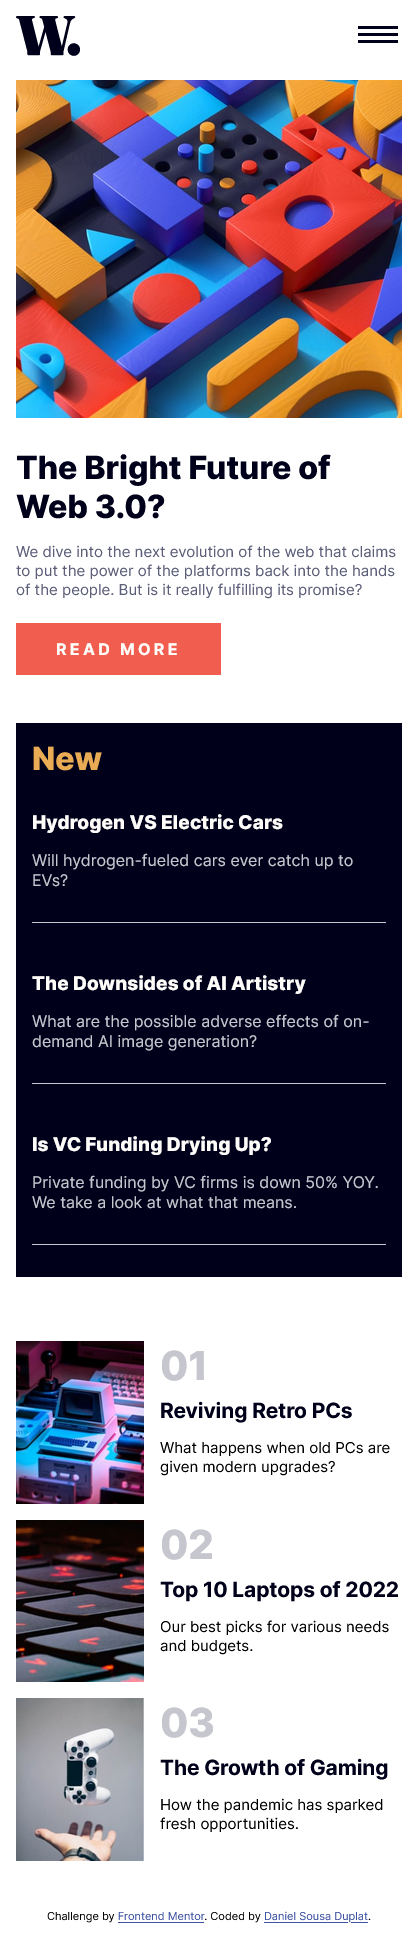 W.
The Bright Future of
Web 3.0?
We dive into the next evolution of the web that claims
to put the power of the platforms back into the hands
of the people. But is it really fulfilling its promise?
READ MORE
New
Hydrogen VS Electric Cars
Will hydrogen-fueled cars ever catch up to
EVs?
The Downsides of AI Artistry
What are the possible adverse effects of on-
demand AI image generation?
Is VC Funding Drying Up?
Private funding by VC firms is down 50% YOY.
We take a look at what that means.
01
Reviving Retro PCs
What happens when old PCs are
given modern upgrades?
02
Top 10 Laptops of 2022
Our best picks for various needs
and budgets.
03
The Growth of Gaming
How the pandemic has sparked
fresh opportunities.
Challenge by Frontend Mentor. Coded by Daniel Sousa Duplat.